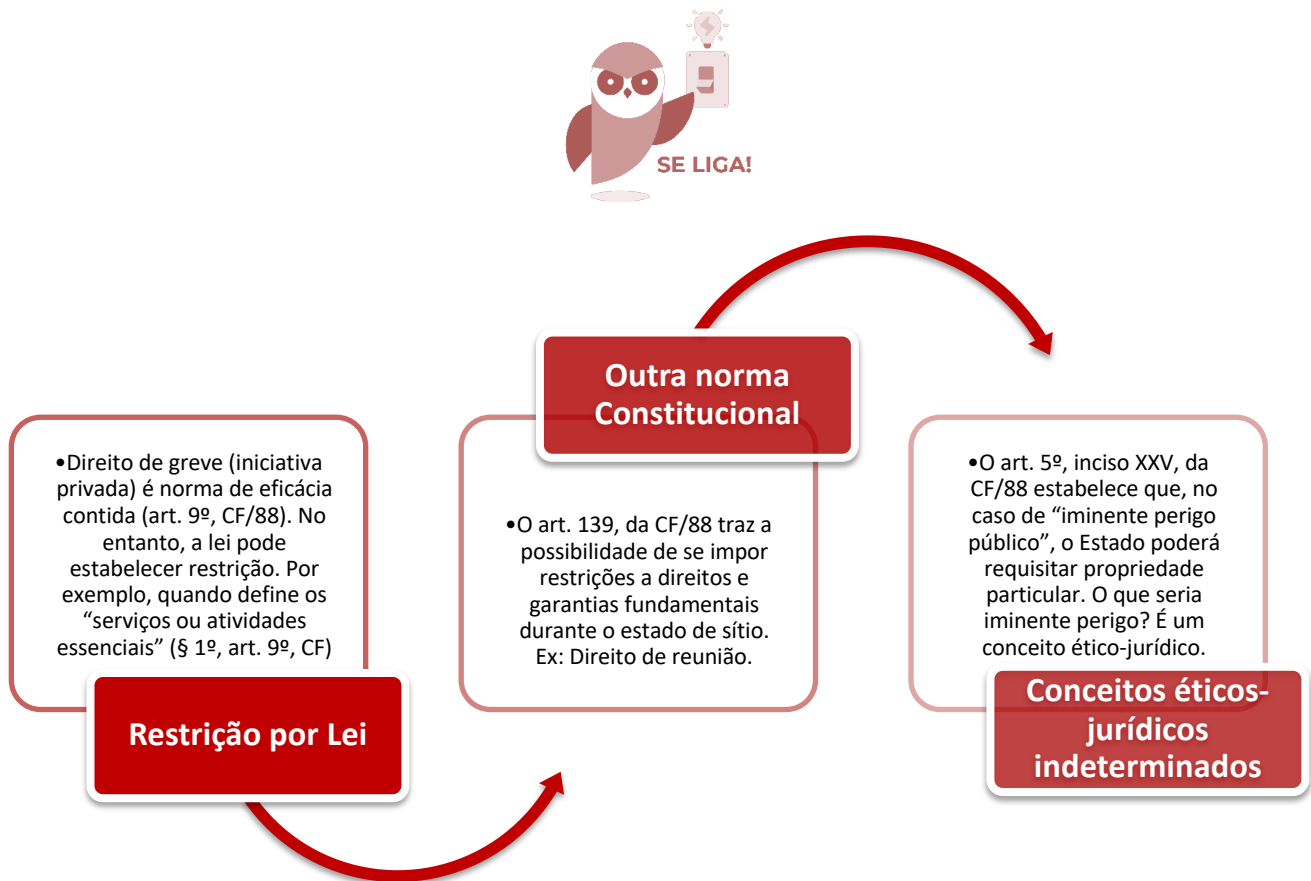 SE LIGA!
•Direito de greve (iniciativa
privada) é norma de eficácia
contida (art. 9º, CF/88). No
entanto, a lei pode
estabelecer restrição. Por
exemplo, quando define os
“serviços ou atividades
essenciais” (§ 1º, art. 9º, CF)
Restrição por Lei
Outra norma
Constitucional
•O art. 139, da CF/88 traz a
possibilidade de se impor
restrições a direitos e
garantias fundamentais
durante o estado de sítio.
Ex: Direito de reunião.
•O art. 5º, inciso XXV, da
CF/88 estabelece que, no
caso de “iminente perigo
público”, o Estado poderá
requisitar propriedade
particular. O que seria
iminente perigo? É um
conceito ético-jurídico.
Conceitos éticos-
jurídicos
indeterminados